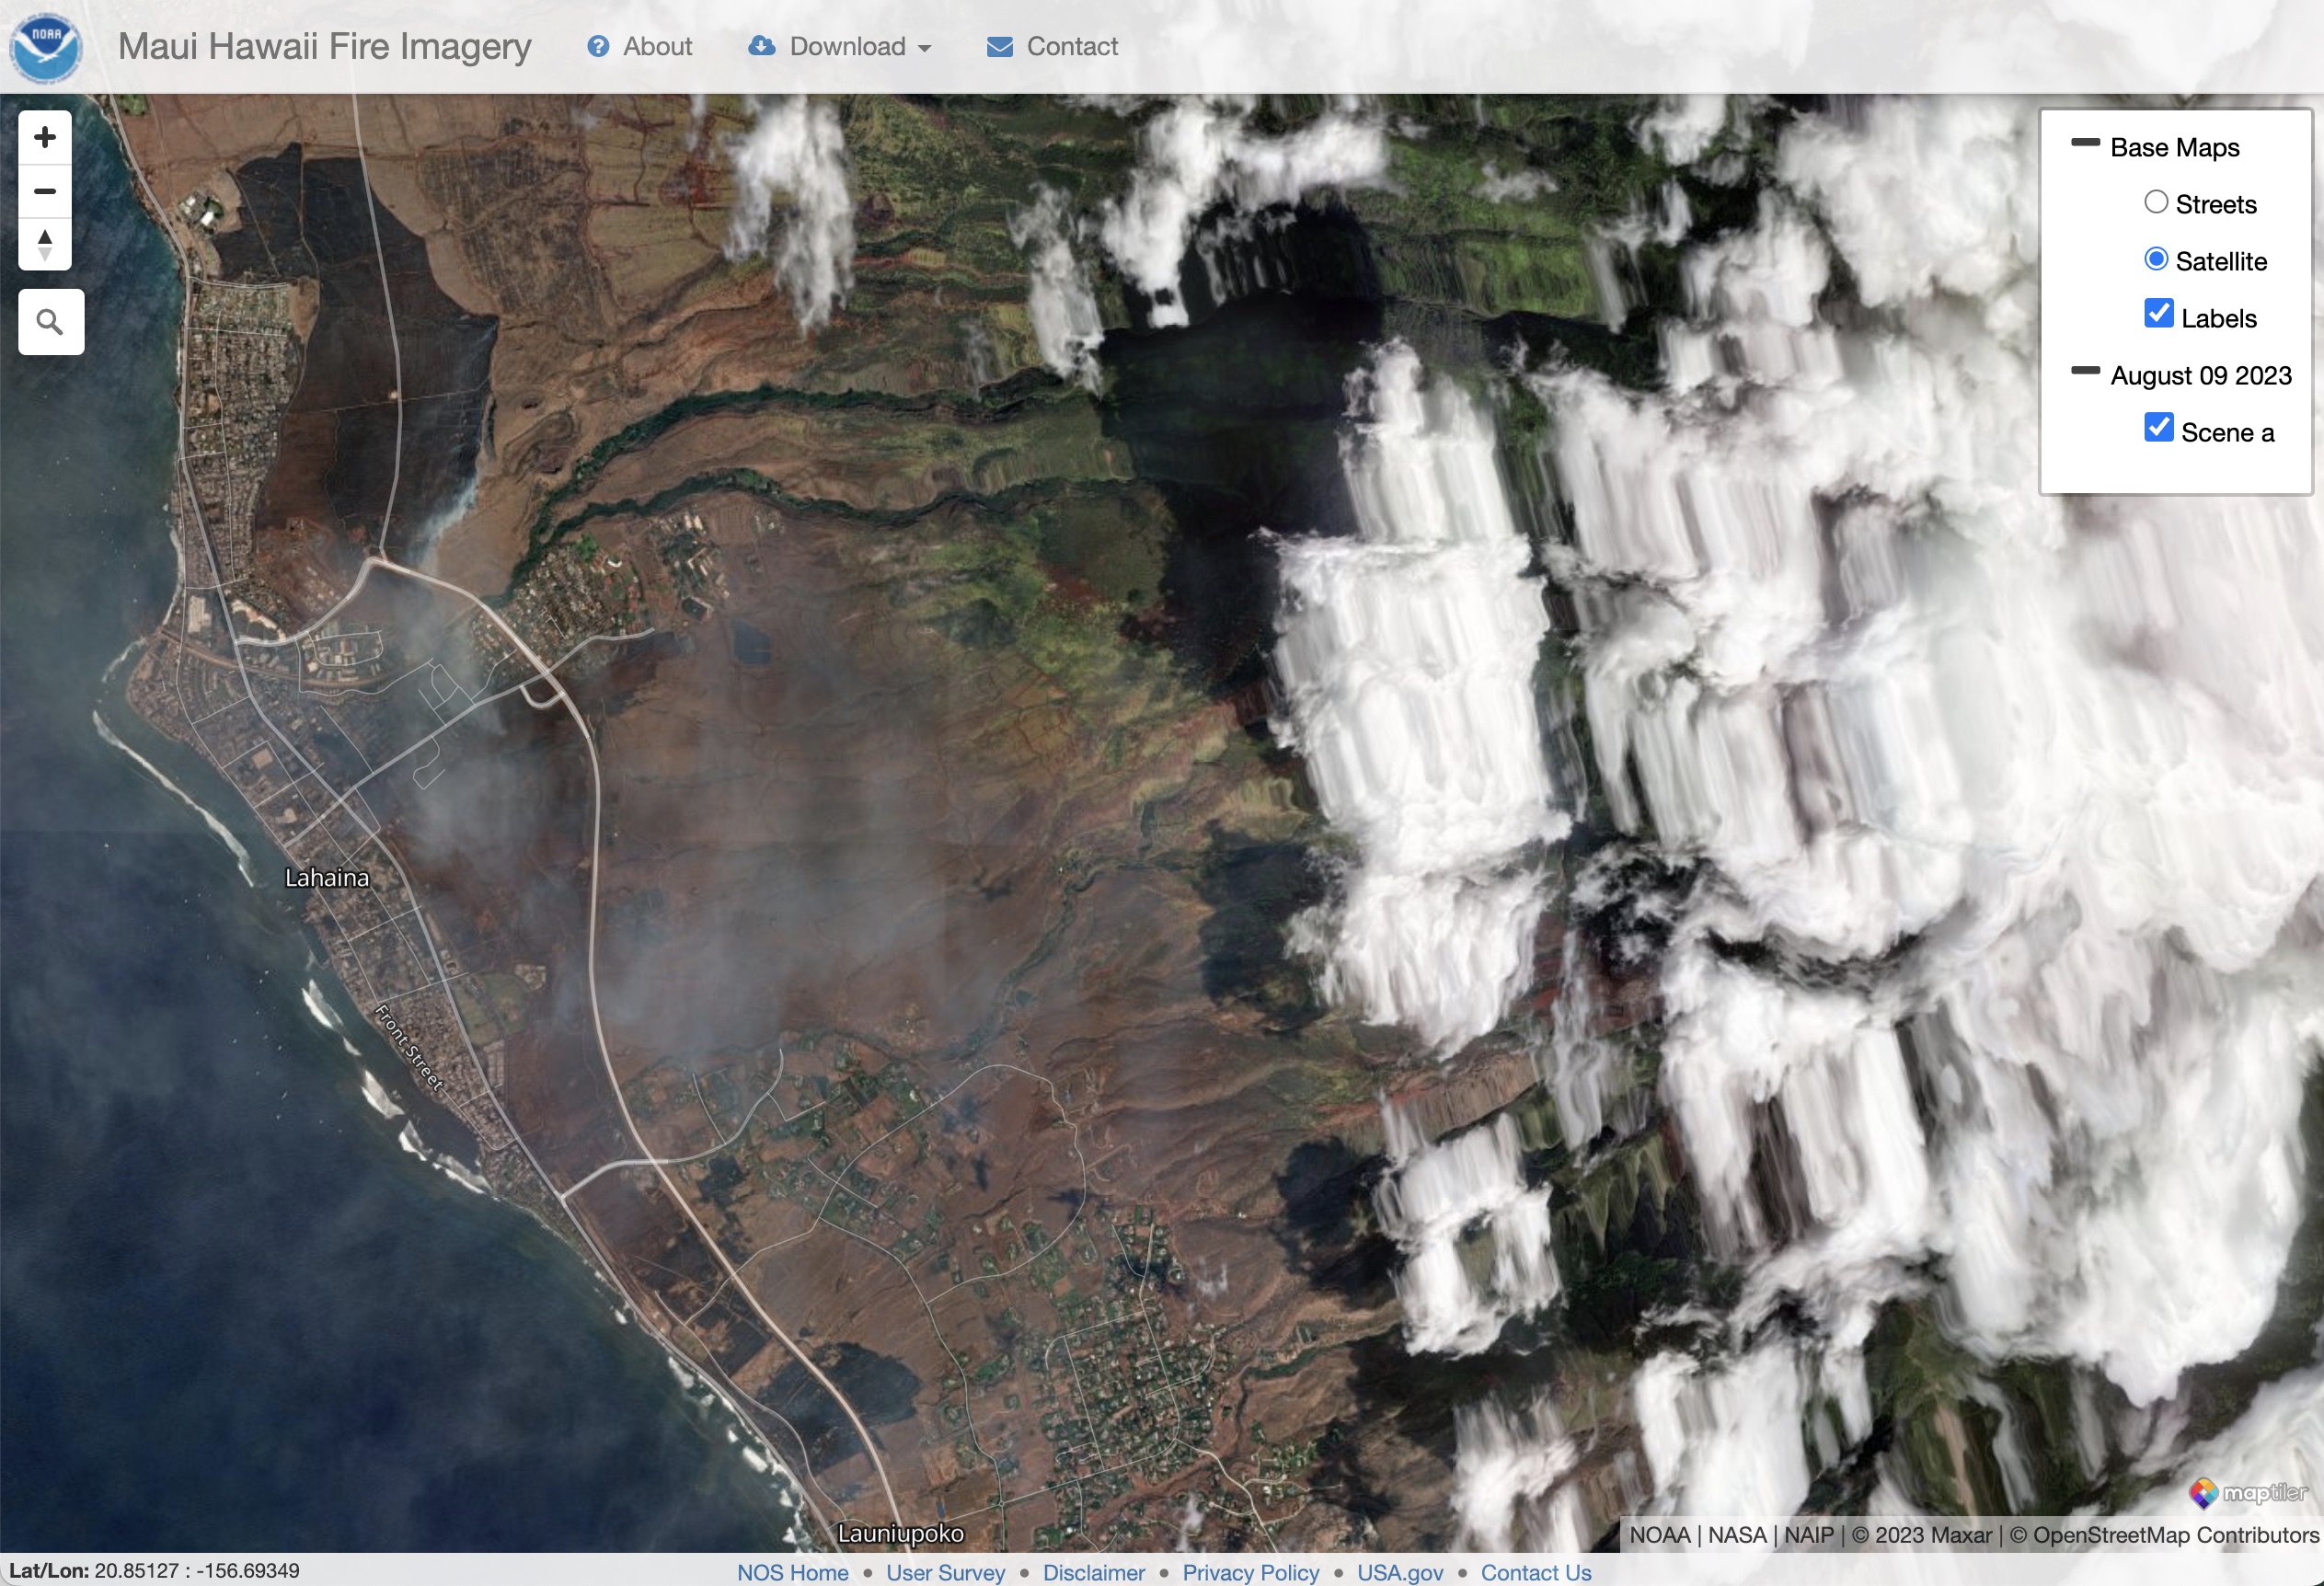 NOAA
Maui Hawaii Fire Imagery
About
Download
Contact
Base Maps
Streets
Satellite
Labels
August 09 2023
Scene a
Lahaina
Front Street
Launiupoko
maptiler
NOAA | NASA | NAIP | © 2023 Maxar | © OpenStreetMap Contributors
Lat/Lon: 20.85127 : -156.69349
NOS Home • User Survey • Disclaimer • Privacy Policy • USA.gov • Contact Us